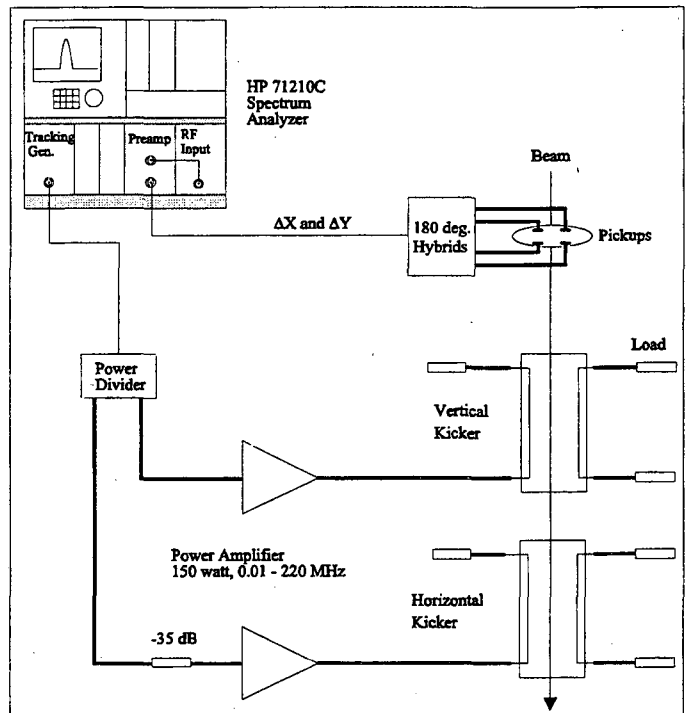 HP 71210C
Spectrum
Analyzer
Tracking
Gen.
Preamp
RF
Input
Beam
ΔX and ΔY
180 deg.
Hybrids
Pickups
Power
Divider
Load
Vertical
Kicker
Power Amplifier
150 watt, 0.01 - 220 MHz
Horizontal
Kicker
-35 dB